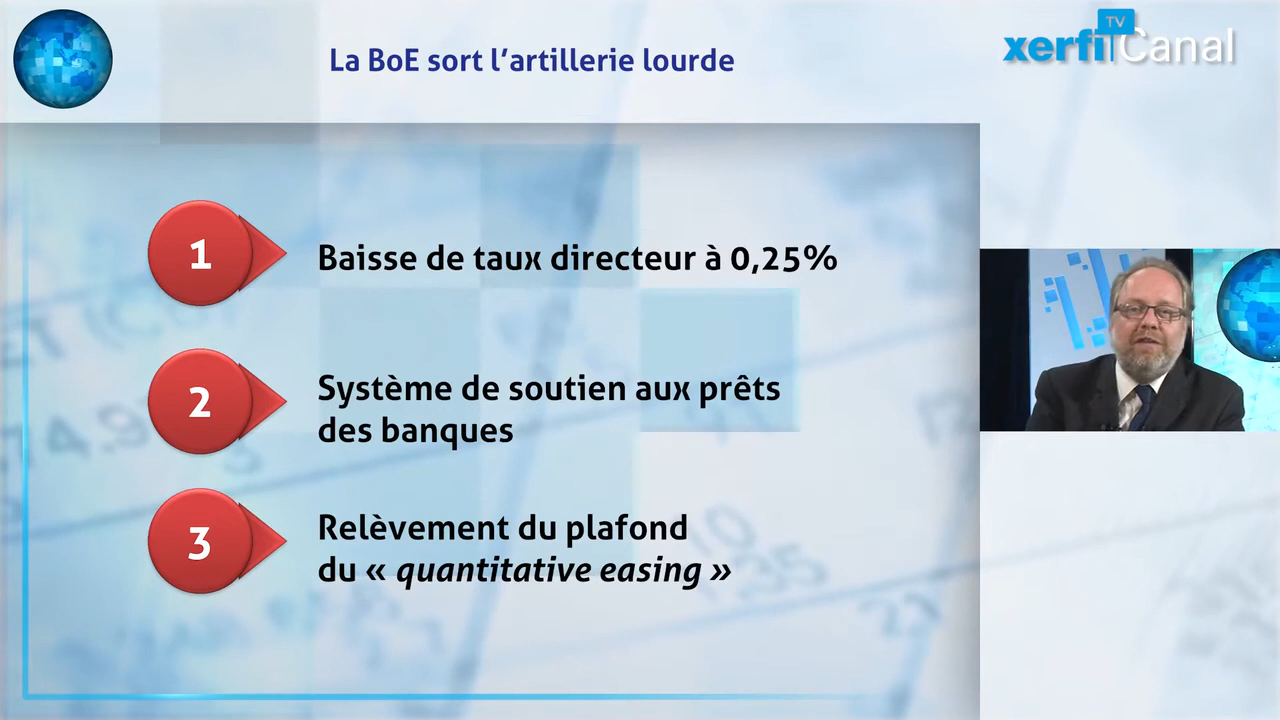 La BoE sort l’artillerie lourde
xerfi TV Canal
1 Baisse de taux directeur à 0,25%
2 Système de soutien aux prêts
des banques
3 Relèvement du plafond
du « quantitative easing »